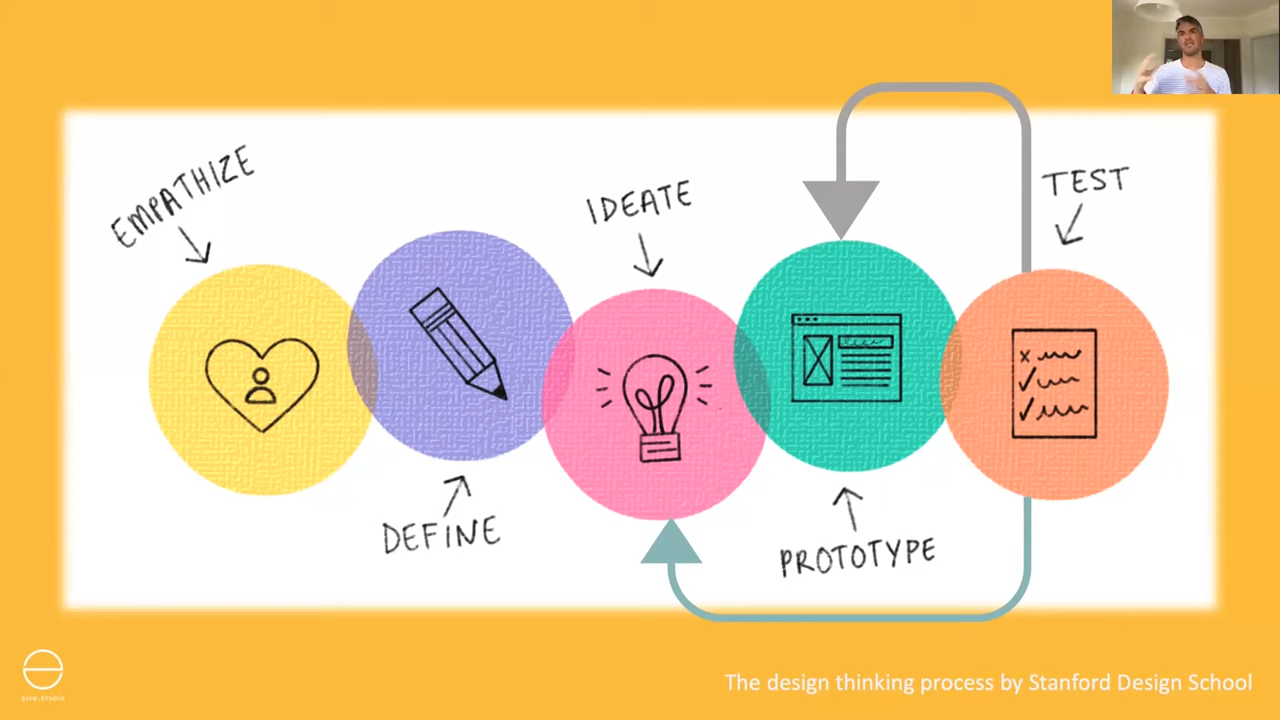 EMPATHIZE
DEFINE
IDEATE
PROTOTYPE
TEST
The design thinking process by Stanford Design School